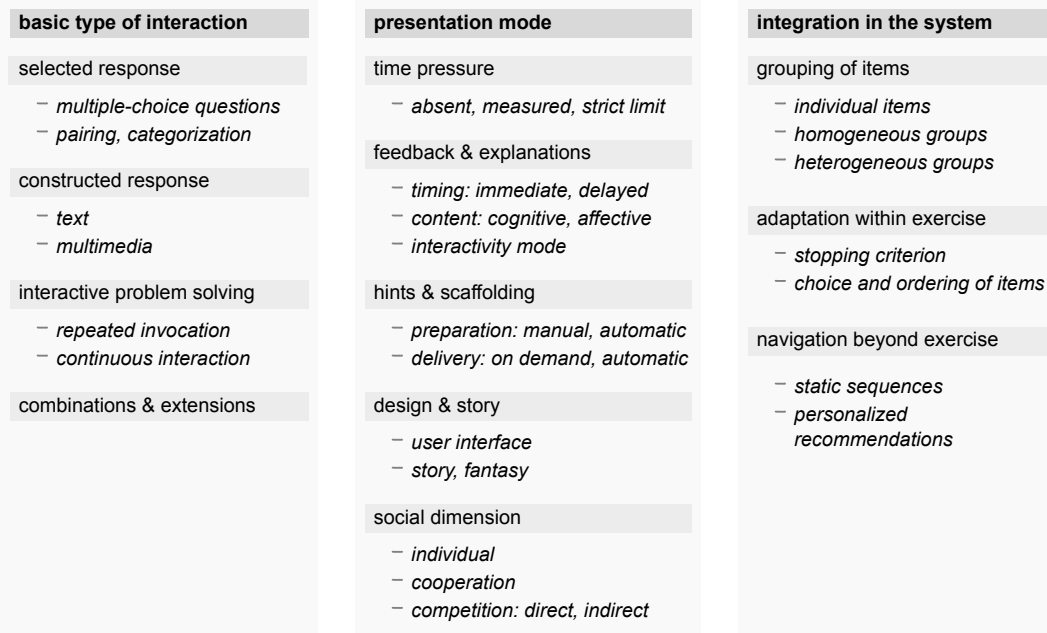 basic type of interaction
selected response
– multiple-choice questions
– pairing, categorization
constructed response
– text
– multimedia
interactive problem solving
– repeated invocation
– continuous interaction
combinations & extensions
presentation mode
time pressure
– absent, measured, strict limit
feedback & explanations
– timing: immediate, delayed
– content: cognitive, affective
– interactivity mode
hints & scaffolding
– preparation: manual, automatic
– delivery: on demand, automatic
design & story
– user interface
– story, fantasy
social dimension
– individual
– cooperation
– competition: direct, indirect
integration in the system
grouping of items
– individual items
– homogeneous groups
– heterogeneous groups
adaptation within exercise
– stopping criterion
– choice and ordering of items
navigation beyond exercise
– static sequences
– personalized
recommendations